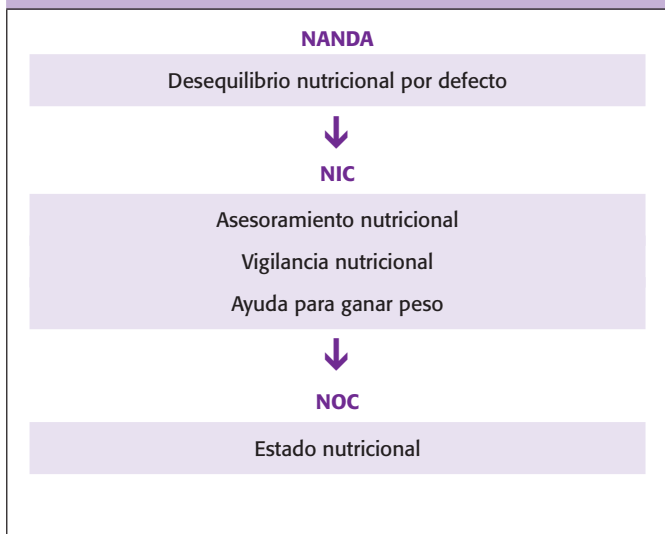 NANDA
Desequilibrio nutricional por defecto
NIC
Asesoramiento nutricional
Vigilancia nutricional
Ayuda para ganar peso
NOC
Estado nutricional